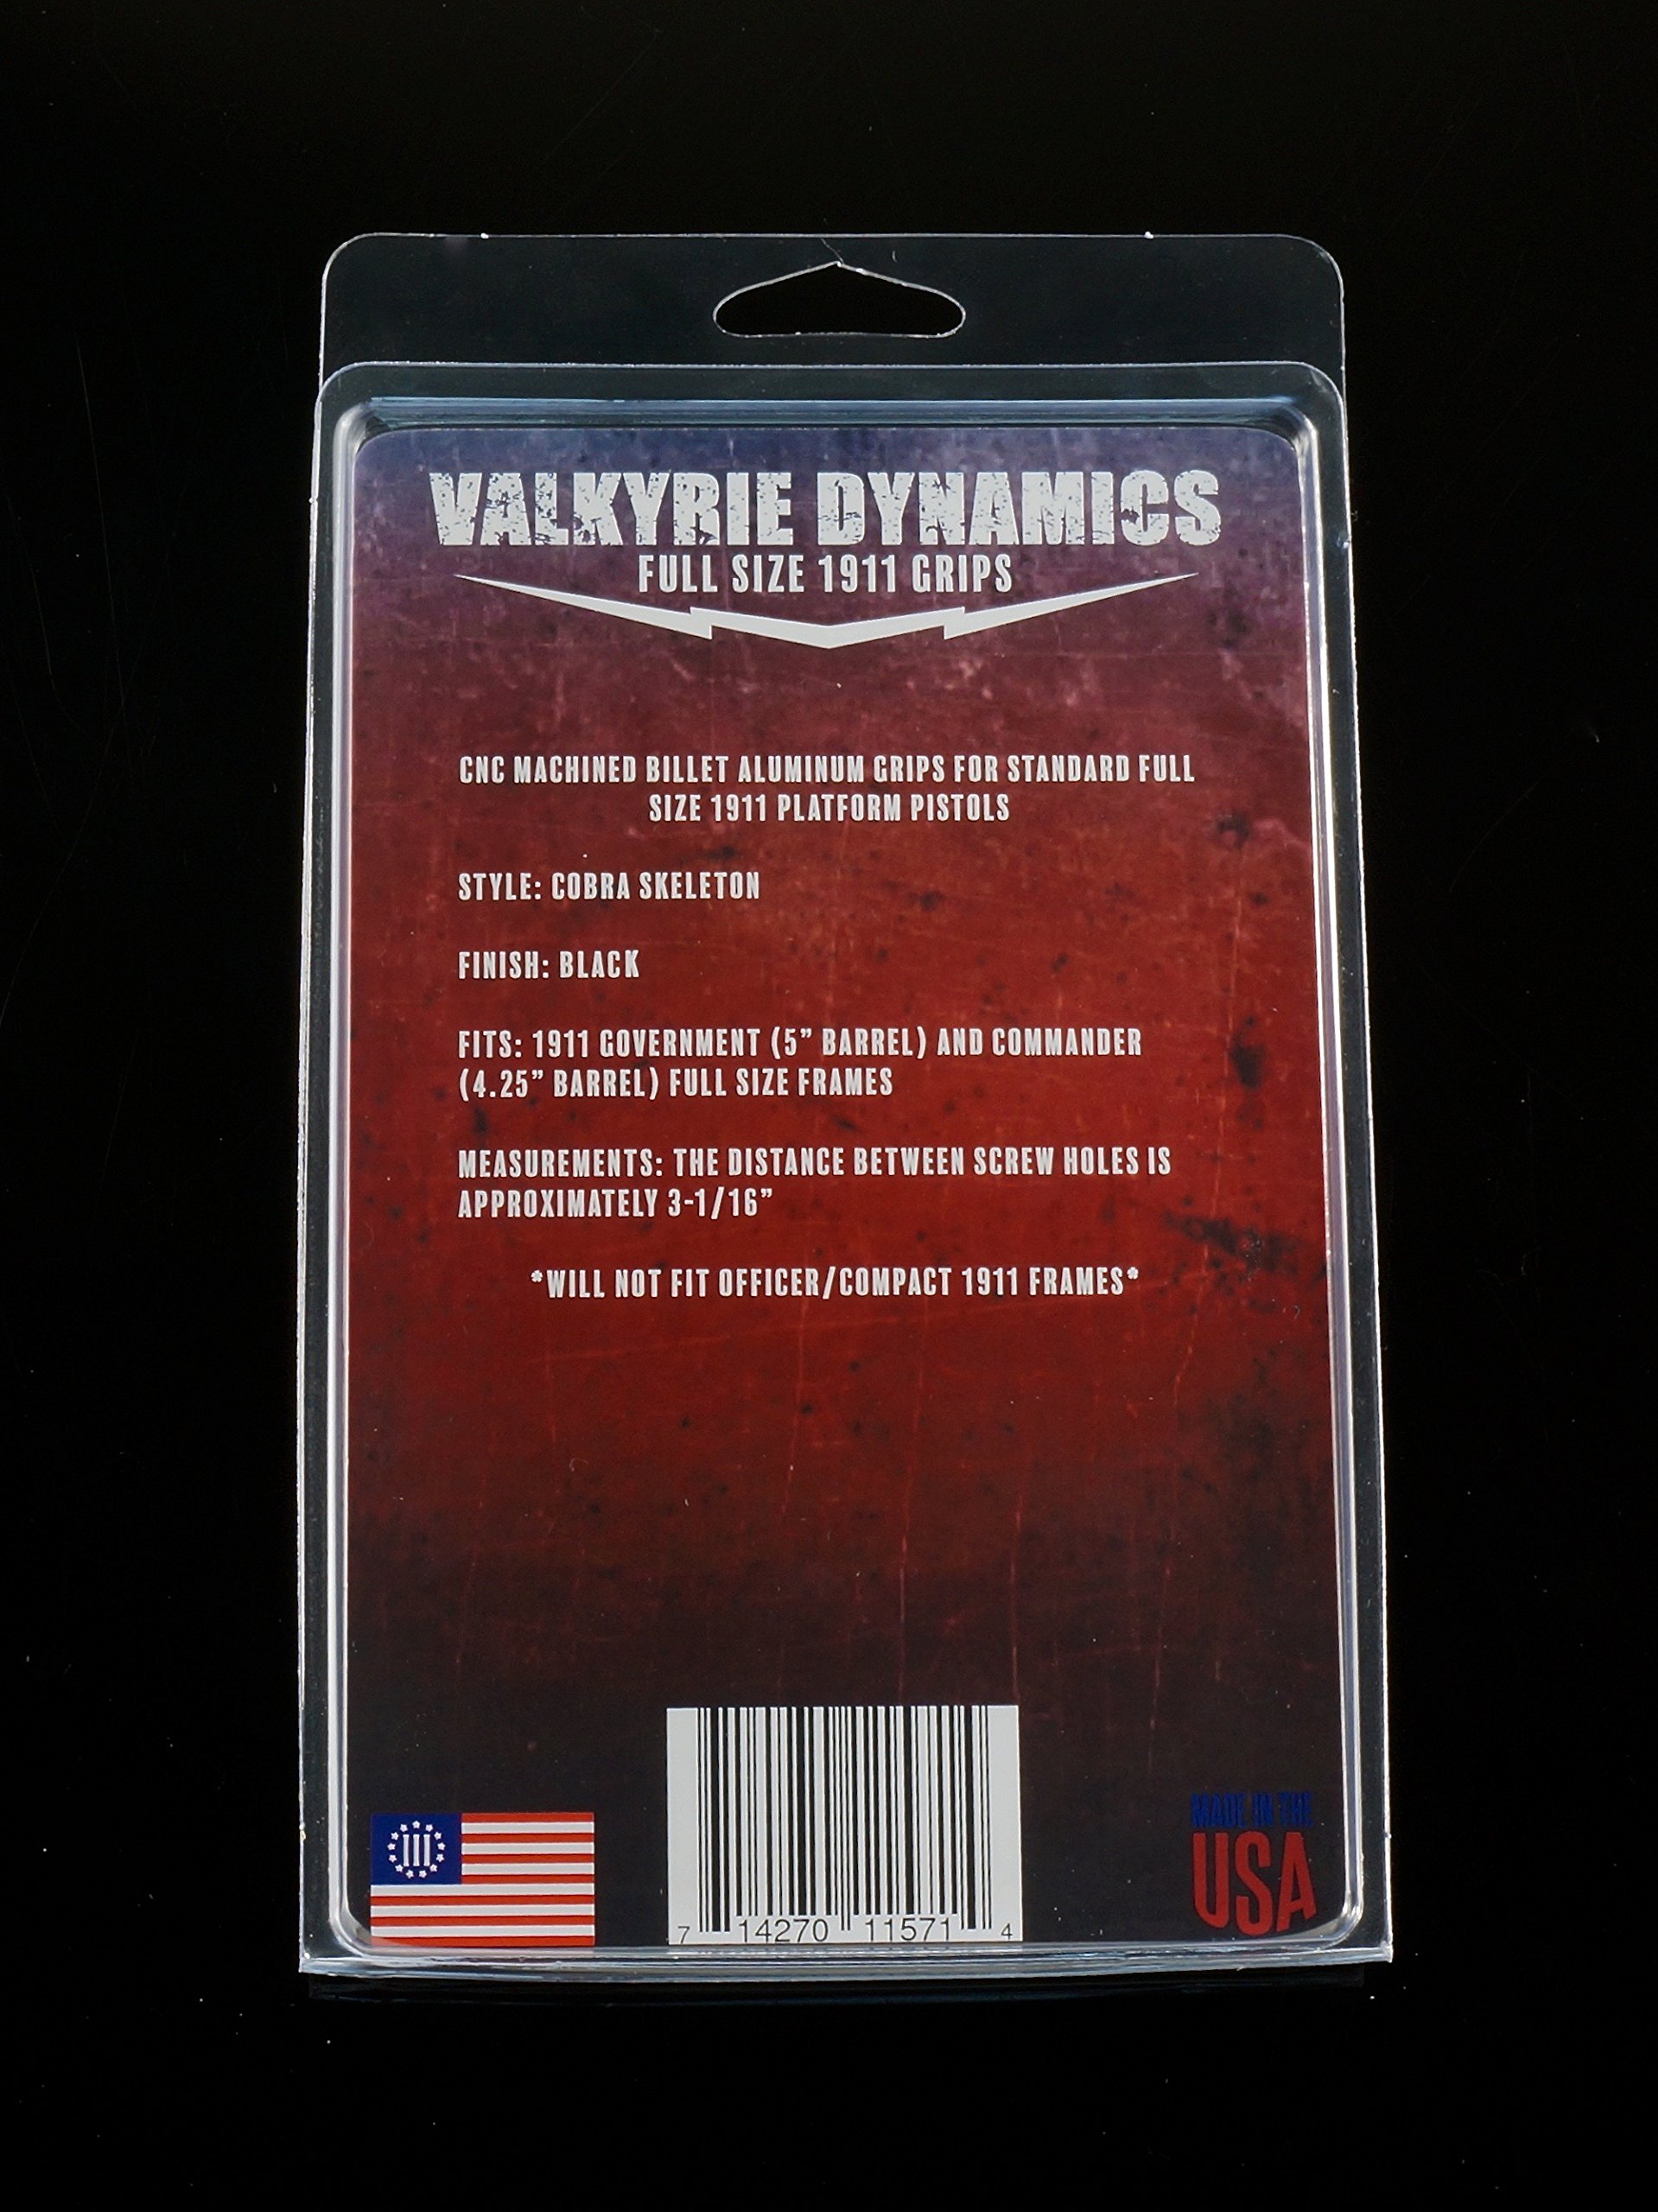 VALKYRIE DYNAMICS
FULL SIZE 1911 GRIPS
CNC MACHINED BILLET ALUMINUM GRIPS FOR STANDARD FULL
SIZE 1911 PLATFORM PISTOLS
STYLE: COBRA SKELETON
FINISH: BLACK
FITS: 1911 GOVERNMENT (5” BARREL) AND COMMANDER
(4.25” BARREL) FULL SIZE FRAMES
MEASUREMENTS: THE DISTANCE BETWEEN SCREW HOLES IS
APPROXIMATELY 3-1/16”
*WILL NOT FIT OFFICER/COMPACT 1911 FRAMES*
III
7 14270 11571 4
MADE IN THE
USA